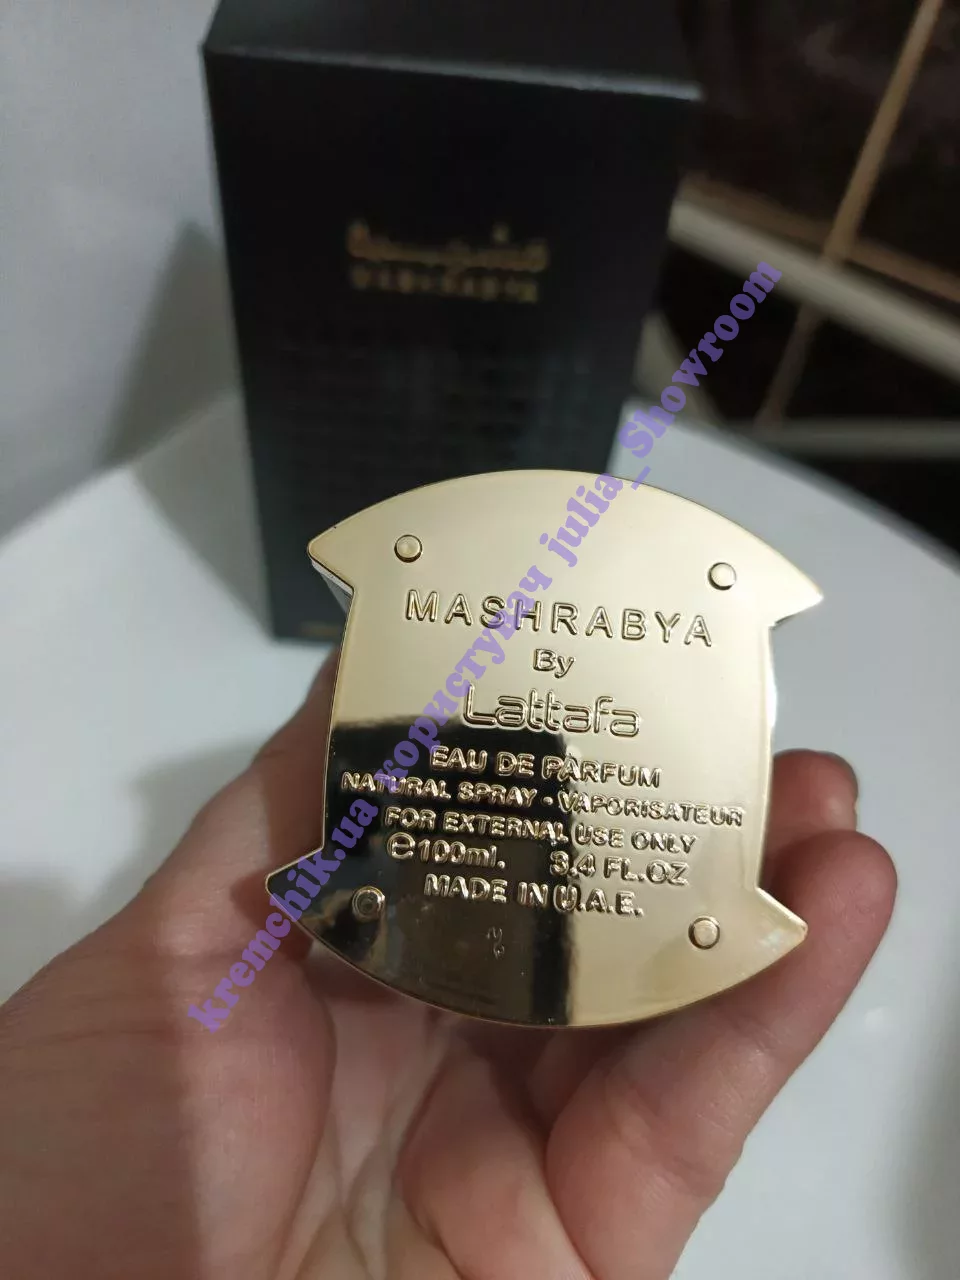 MASHRABYA
MASHRABYA
By
Lattafa
EAU DE PARFUM
NATURAL SPRAY - VAPORISATEUR
FOR EXTERNAL USE ONLY
℮100ml. 3.4 FL.OZ
MADE IN U.A.E.
kremchik.ua користувач julia_Showroom